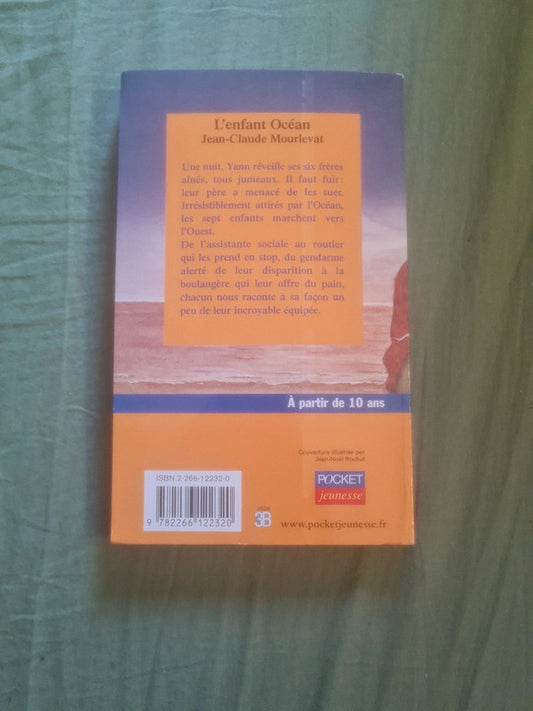 L'enfant Océan
Jean-Claude Mourlevat
Une nuit, Yann réveille ses six frères
aînés, tous jumeaux. Il faut fuir :
leur père a menacé de les tuer.
Irrésistiblement attirés par l'Océan,
les sept enfants marchent vers
l'Ouest.
De l'assistante sociale au routier
qui les prend en stop, du gendarme
alerté de leur disparition à la
boulangère qui leur offre du pain,
chacun nous raconte à sa façon un
peu de leur incroyable équipée.
À partir de 10 ans
Couverture illustrée par
Jean-Noël Rochut
ISBN 2-266-12232-0
9 782266 122320
3B
POCKET
jeunesse
www.pocketjeunesse.fr